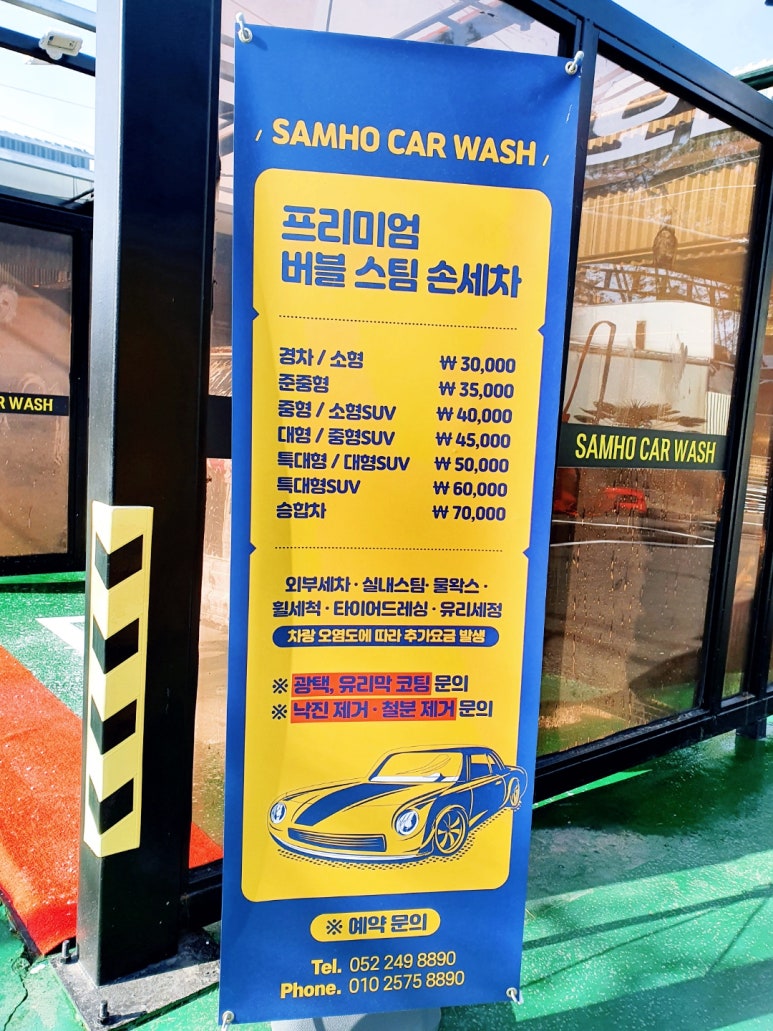 SAMHO CAR WASH
프리미엄
버블 스팀 손세차
경차 / 소형 ₩ 30,000
준중형 ₩ 35,000
중형 / 소형SUV ₩ 40,000
대형 / 중형SUV ₩ 45,000
특대형 / 대형SUV ₩ 50,000
특대형SUV ₩ 60,000
승합차 ₩ 70,000
외부세차 · 실내스팀 · 물왁스 ·
휠세척 · 타이어드레싱 · 유리세정
차량 오염도에 따라 추가요금 발생
※ 광택, 유리막 코팅 문의
※ 낙진 제거 · 철분 제거 문의
※ 예약 문의
Tel. 052 249 8890
Phone. 010 2575 8890
R WASH
SAMHO CAR WASH